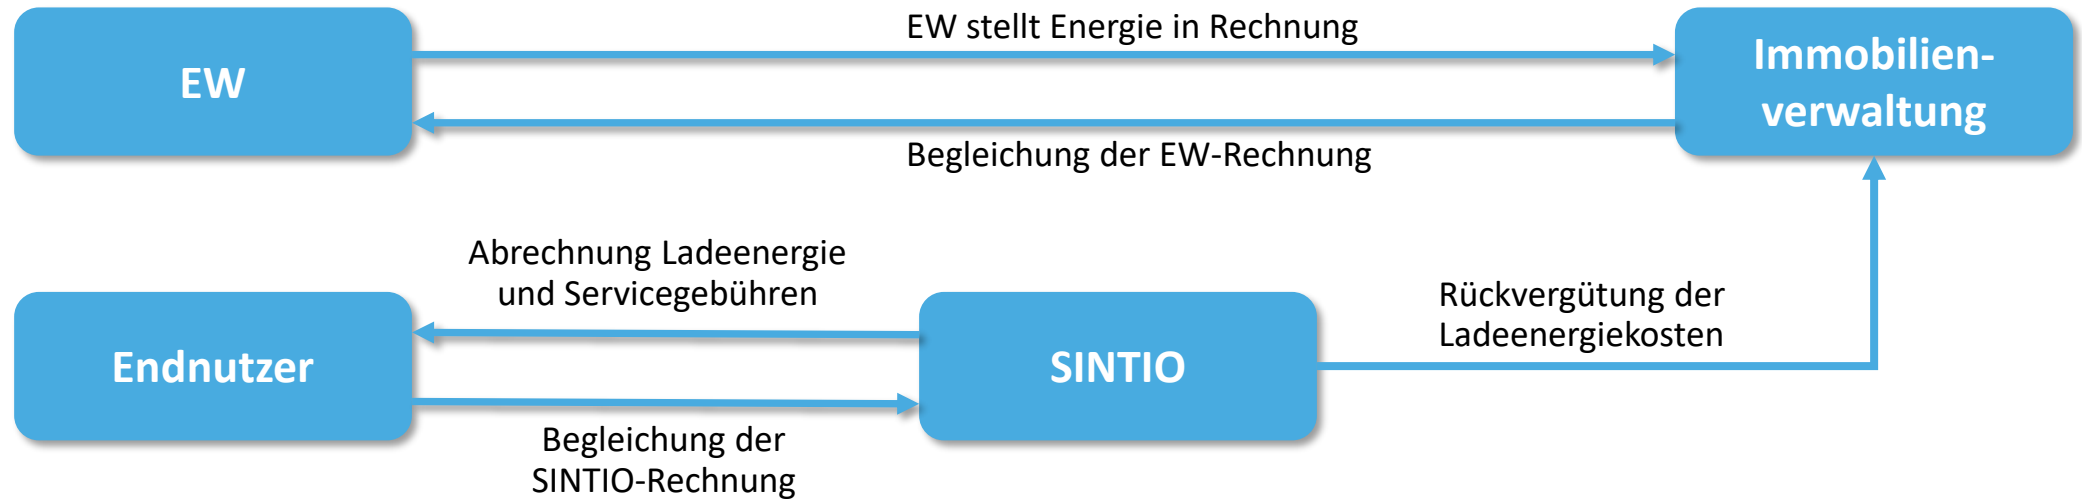 EW stellt Energie in Rechnung
EW
Immobilien-
verwaltung
Begleichung der EW-Rechnung
Abrechnung Ladeenergie
und Servicegebühren
Rückvergütung der
Ladeenergiekosten
Endnutzer
SINTIO
Begleichung der
SINTIO-Rechnung